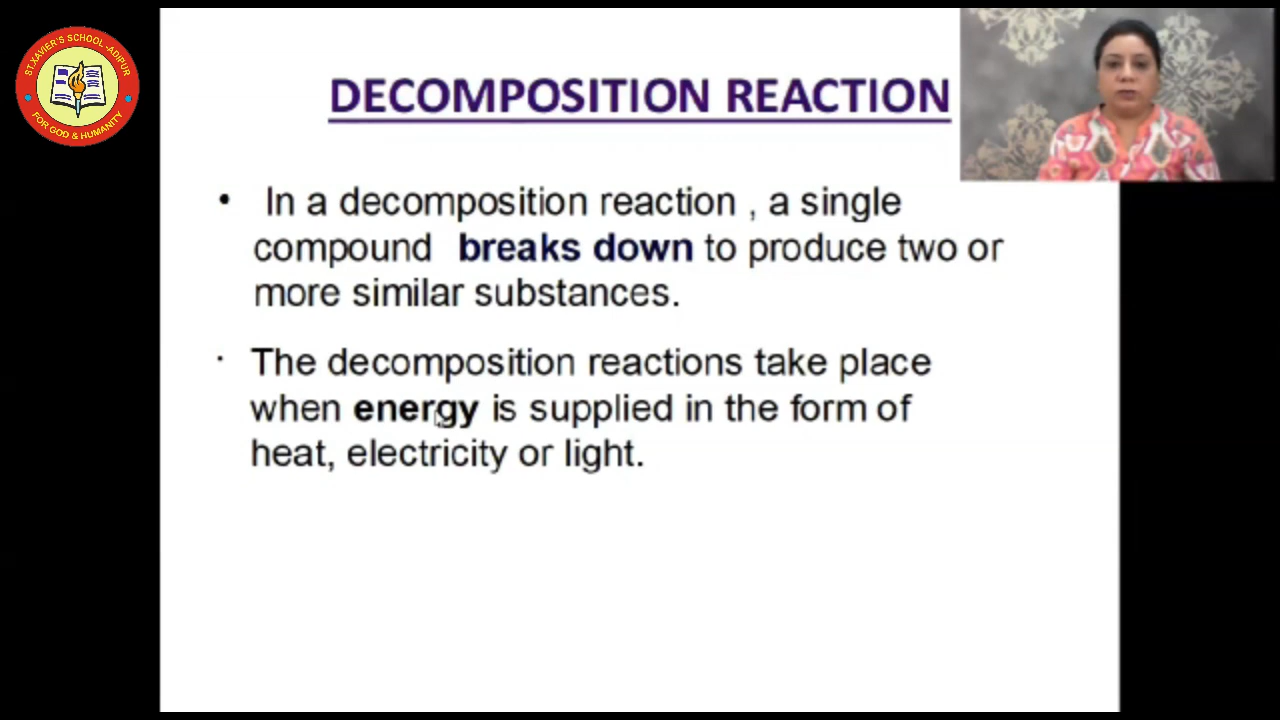 ST.XAVIER'S SCHOOL -ADIPUR
FOR GOD & HUMANITY
DECOMPOSITION REACTION
• In a decomposition reaction , a single
compound breaks down to produce two or
more similar substances.
· The decomposition reactions take place
when energy is supplied in the form of
heat, electricity or light.